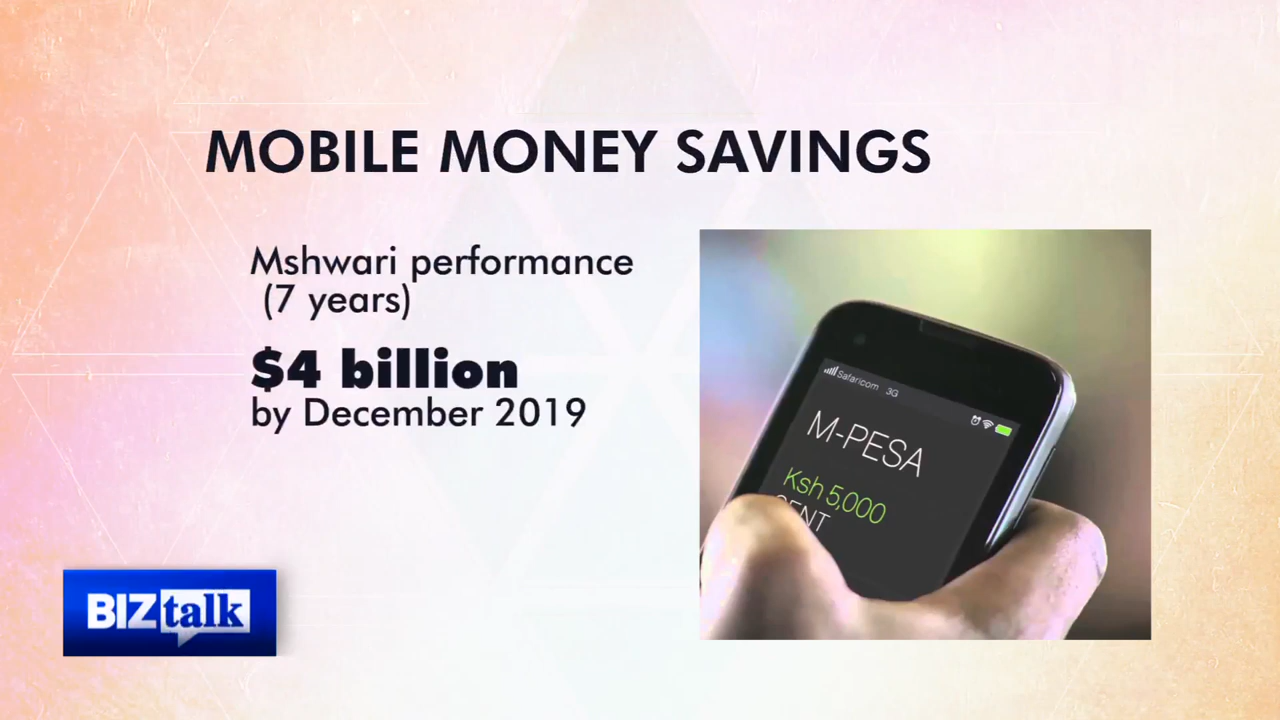 MOBILE MONEY SAVINGS
Mshwari performance
(7 years)
$4 billion
by December 2019
Safaricom 3G
M-PESA
Ksh 5,000
SENT
BIZtalk